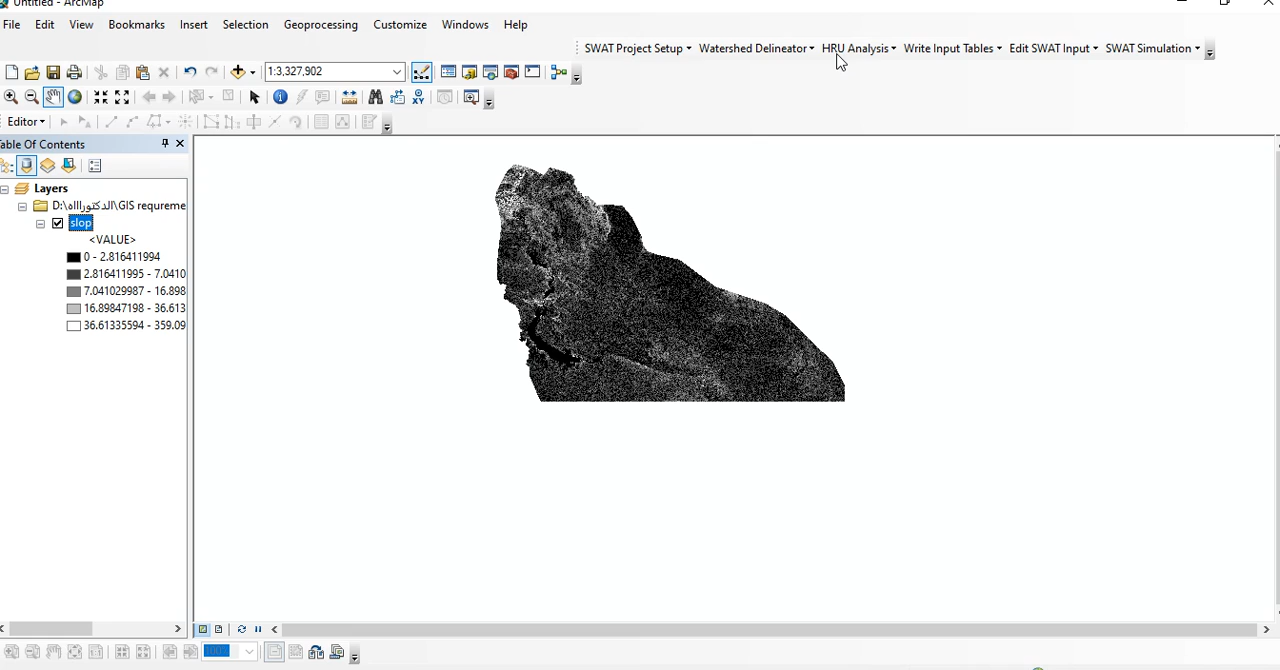 Untitled - ArcMap
File Edit View Bookmarks Insert Selection Geoprocessing Customize Windows Help
SWAT Project Setup Watershed Delineator HRU Analysis Write Input Tables Edit SWAT Input SWAT Simulation
1:3,327,902
XY
Editor
able Of Contents
Layers
D:\الدكتوراااه\GIS requreme
slop
<VALUE>
0 - 2.816411994
2.816411995 - 7.0410
7.041029987 - 16.898
16.89847198 - 36.613
36.61335594 - 359.09